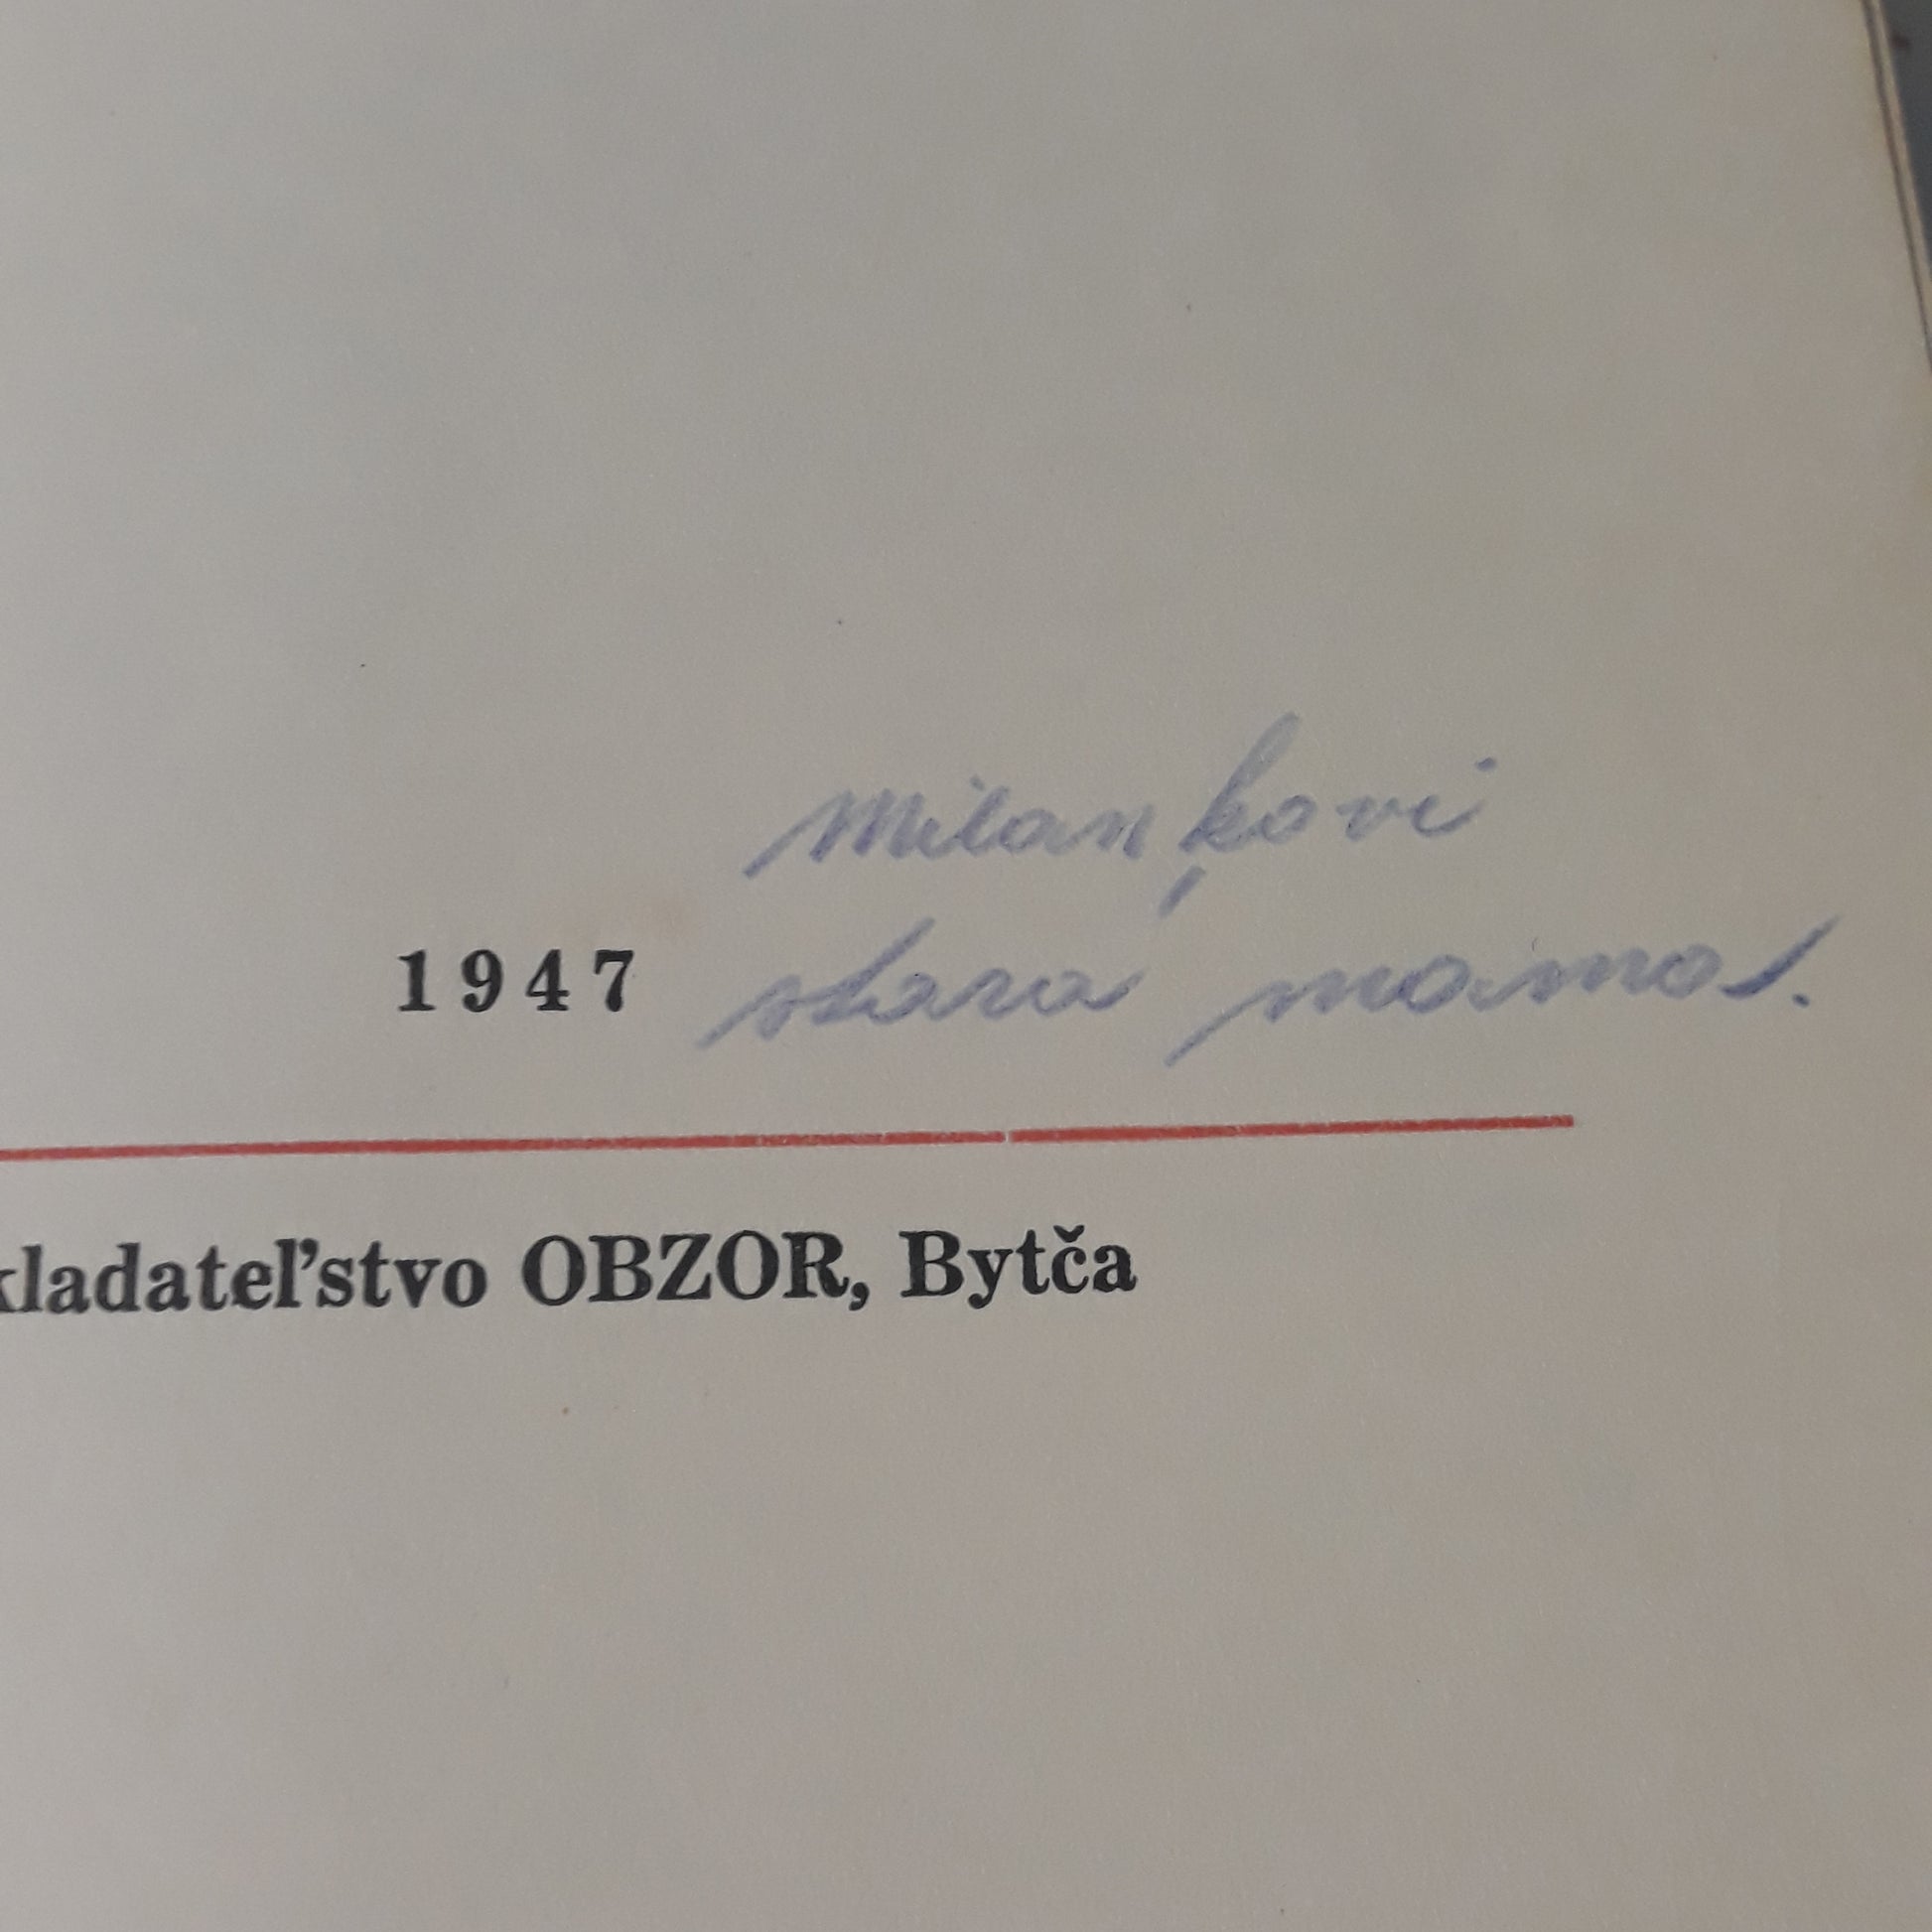 Milankovi
1947 stará mama.
kladateľstvo OBZOR, Bytča